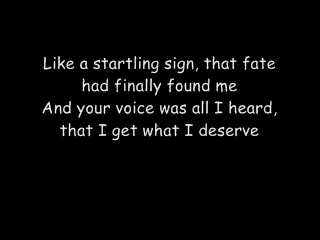 Like a startling sign, that fate
had finally found me
And your voice was all I heard,
that I get what I deserve